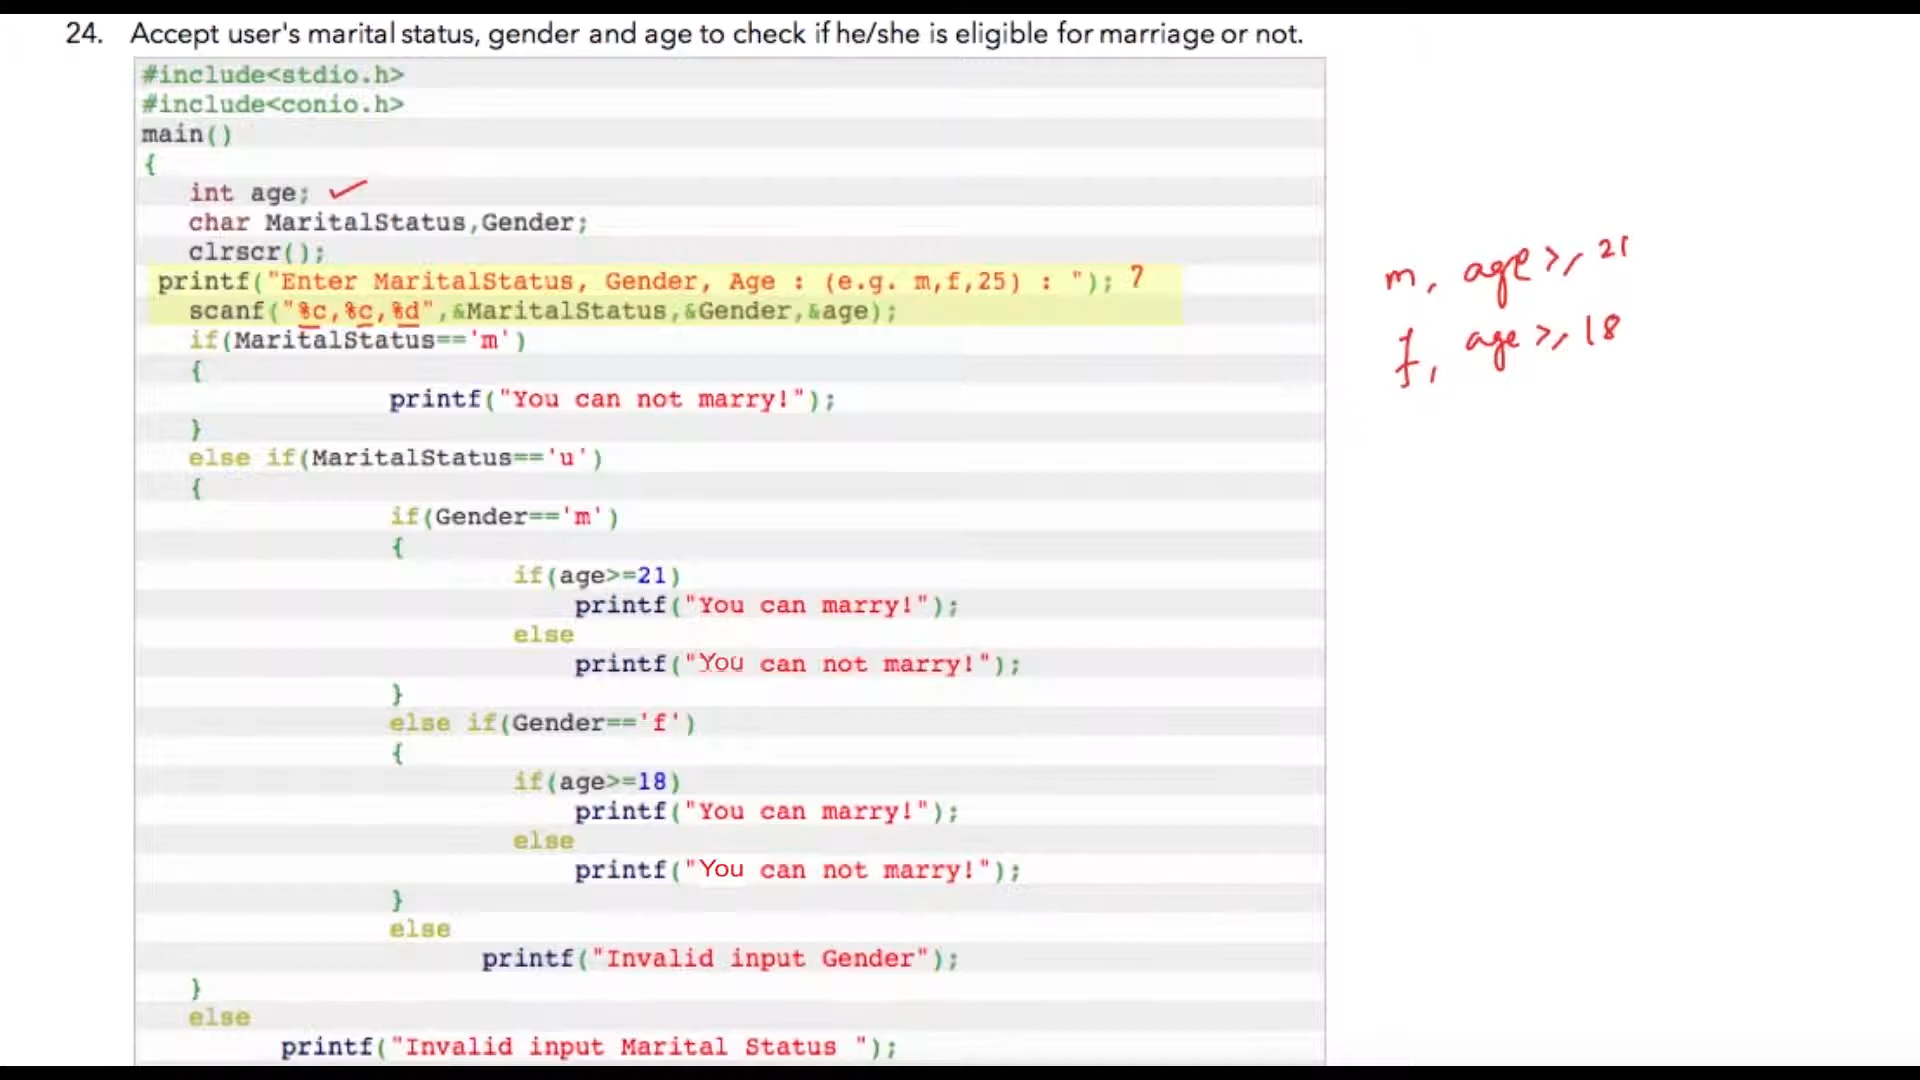 24. Accept user's marital status, gender and age to check if he/she is eligible for marriage or not.
#include<stdio.h>
#include<conio.h>
main()
{
int age;
char MaritalStatus,Gender;
clrscr();
printf("Enter MaritalStatus, Gender, Age : (e.g. m,f,25) : "); 7
scanf("%c,%c,%d",&MaritalStatus,&Gender,&age);
if(MaritalStatus=='m')
{
printf("You can not marry!");
}
else if(MaritalStatus=='u')
{
if(Gender=='m')
{
if(age>=21)
printf("You can marry!");
else
printf("You can not marry!");
}
else if(Gender=='f')
{
if(age>=18)
printf("You can marry!");
else
printf("You can not marry!");
}
else
printf("Invalid input Gender");
}
else
printf("Invalid input Marital Status ");
m, age >, 21
f, age >, 18